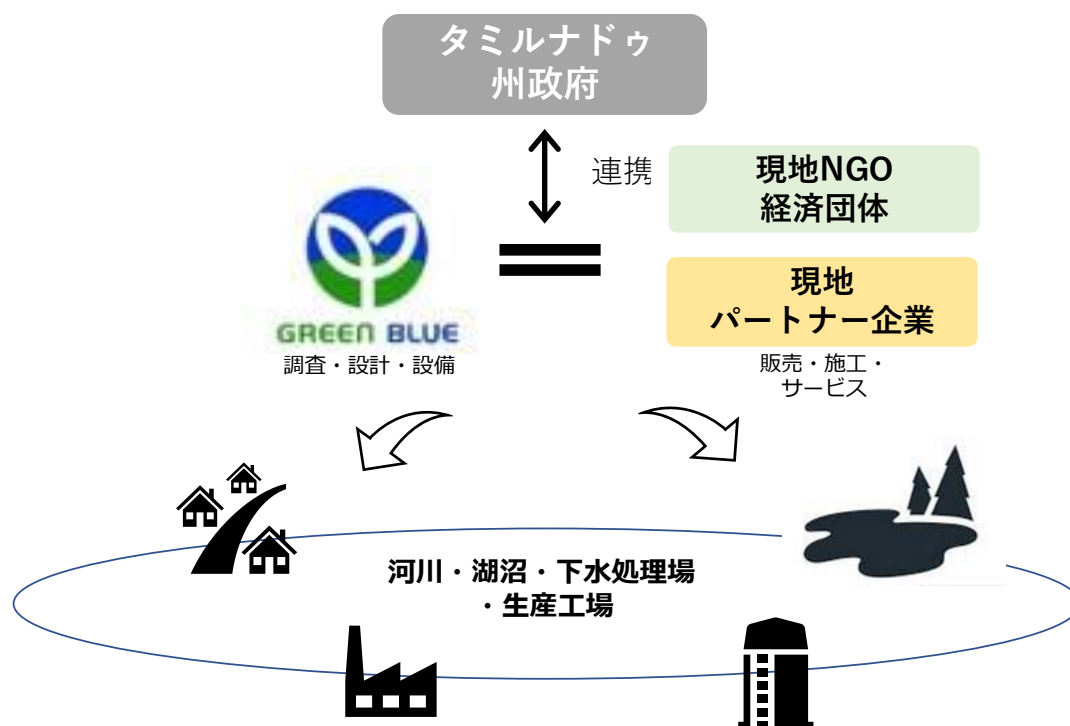 タミルナドゥ
州政府
連携
現地NGO
経済団体
GREEN BLUE
調査・設計・設備
現地
パートナー企業
販売・施工・
サービス
河川・湖沼・下水処理場
・生産工場